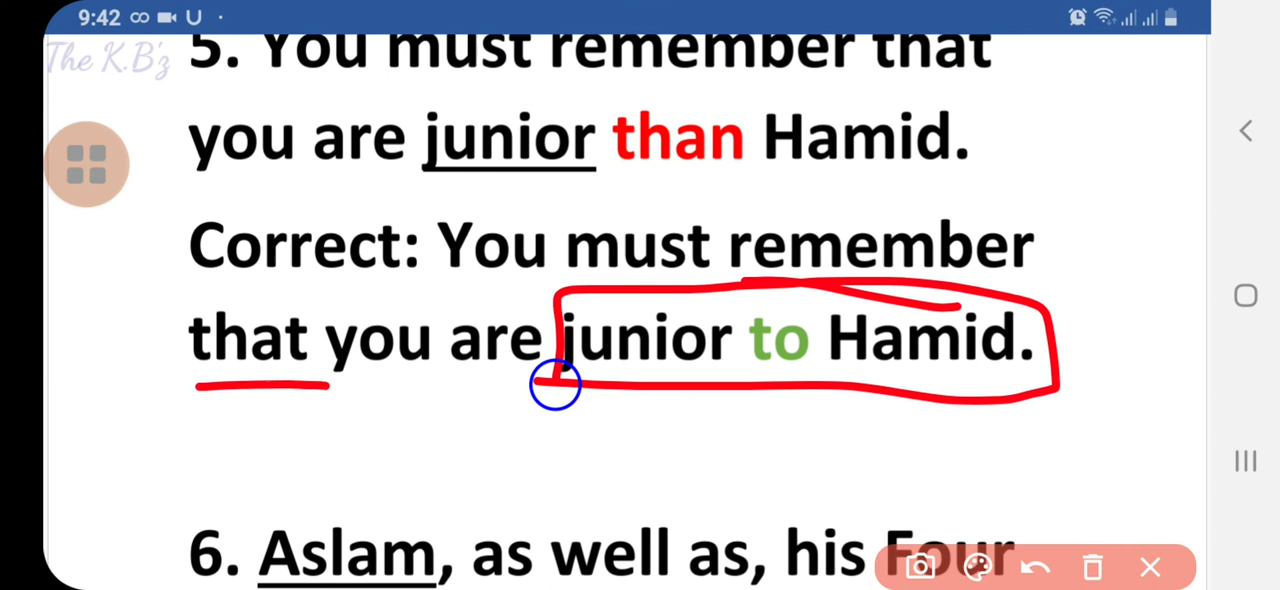 9:42
The K.B'z
5. You must remember that
you are junior than Hamid.
Correct: You must remember
that you are junior to Hamid.
6. Aslam, as well as, his Four